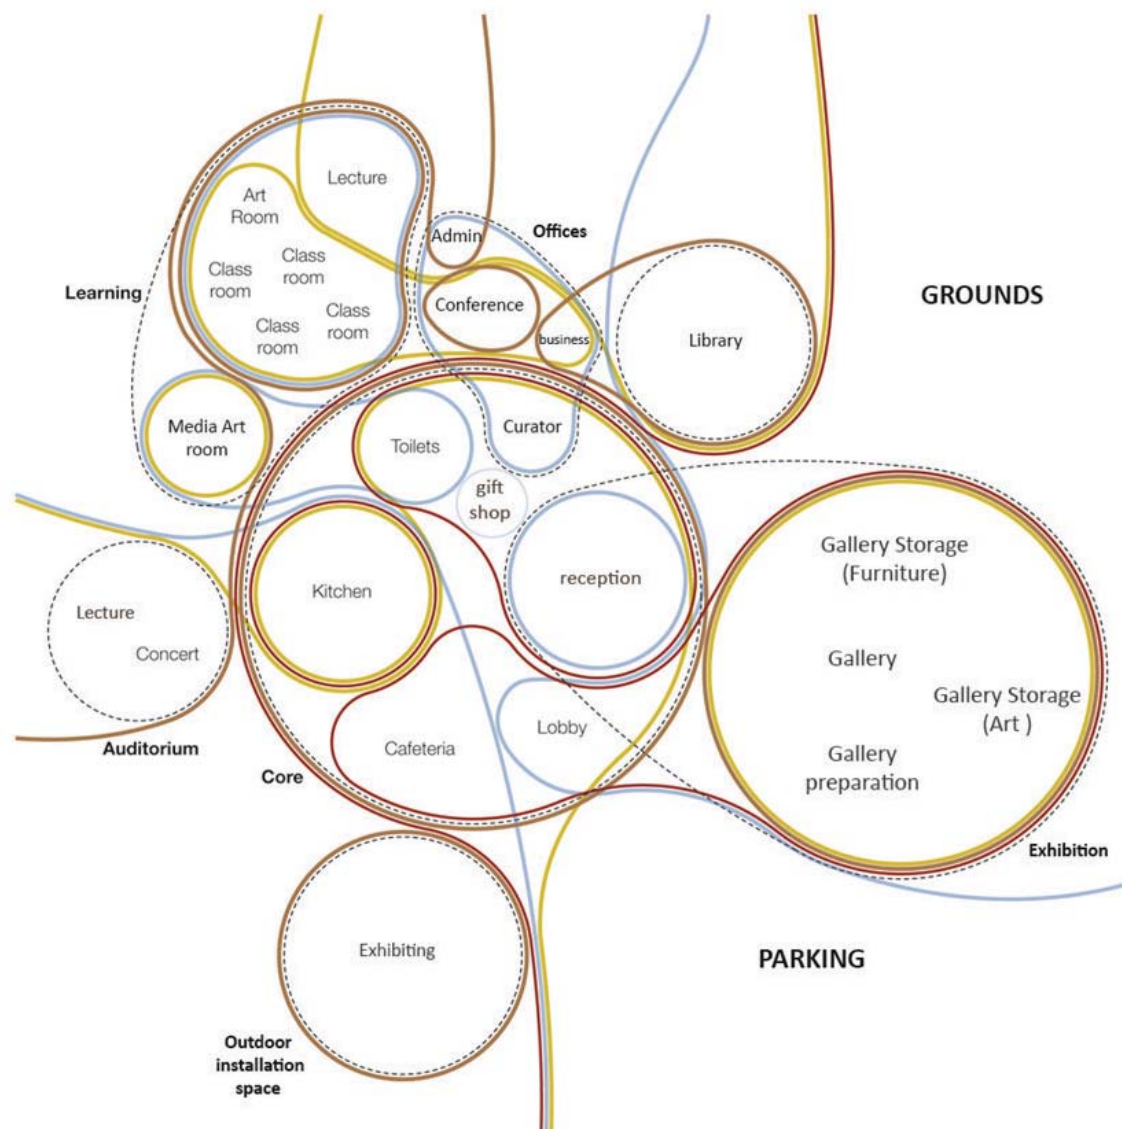 Lecture
Art
Room
Class
room
Class
room
Class
room
Class
room
Learning
Admin
Offices
Conference
business
Library
GROUNDS
Media Art
room
Toilets
Curator
gift
shop
Kitchen
reception
Lecture
Concert
Auditorium
Core
Cafeteria
Lobby
Gallery Storage
(Furniture)
Gallery
Gallery Storage
(Art )
Gallery
preparation
Exhibition
Exhibiting
PARKING
Outdoor
installation
space